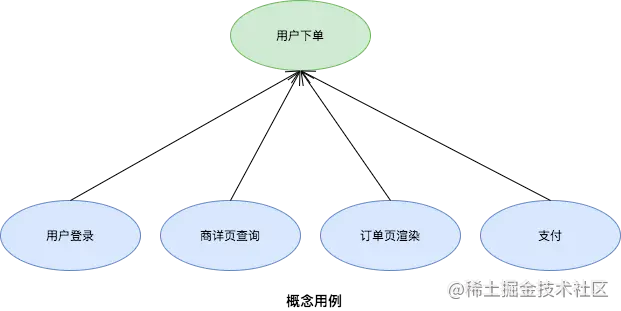 用户下单
用户登录
商详页查询
订单页渲染
支付
@稀土掘金技术社区
概念用例